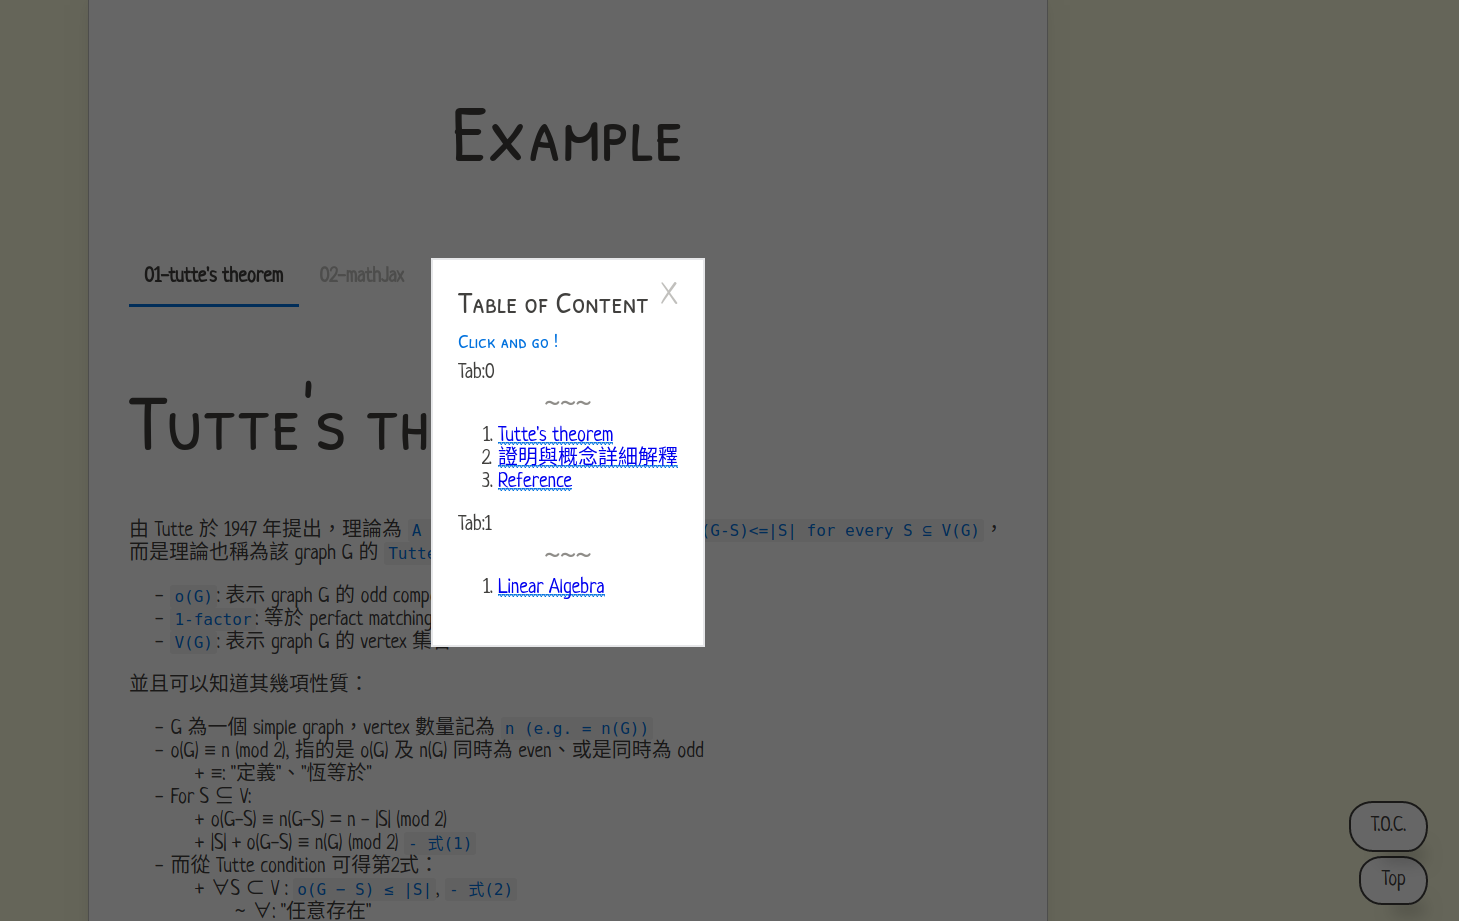 Example
01-tutte's theorem 02-mathJax
Table of Content X
Click and go !
Tab:0
~~~
1. Tutte's theorem
2. 證明與概念詳細解釋
3. Reference
Tab:1
~~~
1. Linear Algebra
Tutte's th
由 Tutte 於 1947 年提出，理論為 A (G-S)<=|S| for every S ⊆ V(G)，
而是理論也稱為該 graph G 的 Tutte
- o(G): 表示 graph G 的 odd comp
- 1-factor: 等於 perfact matching
- V(G): 表示 graph G 的 vertex 集合
並且可以知道其幾項性質：
- G 為一個 simple graph，vertex 數量記為 n (e.g. = n(G))
- o(G) ≡ n (mod 2), 指的是 o(G) 及 n(G) 同時為 even、或是同時為 odd
+ ≡: "定義"、"恆等於"
- For S ⊆ V:
+ o(G-S) ≡ n(G-S) = n - |S| (mod 2)
+ |S| + o(G-S) ≡ n(G) (mod 2) - 式(1)
- 而從 Tutte condition 可得第2式：
+ ∀S ⊂ V : o(G − S) ≤ |S|, - 式(2)
~ ∀: "任意存在"
T.O.C.
Top